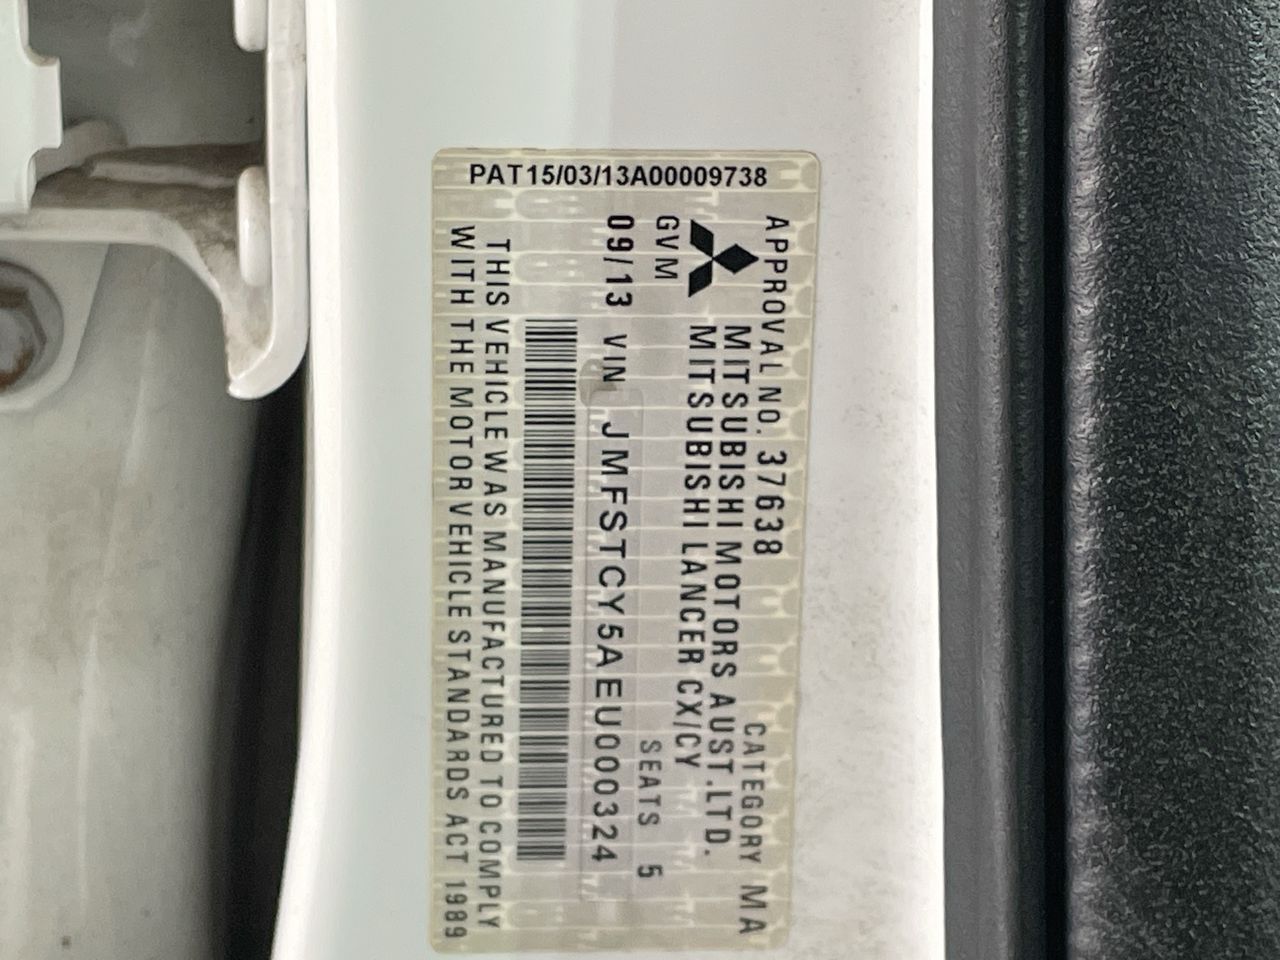 PAT15/03/13A00009738
APPROVAL NO. 37638 CATEGORY MA
MITSUBISHI MOTORS AUST.LTD.
MITSUBISHI LANCER CX/CY
GVM SEATS 5
09/13 VIN JMFSTCY5AEU000324
THIS VEHICLE WAS MANUFACTURED TO COMPLY
WITH THE MOTOR VEHICLE STANDARDS ACT 1989